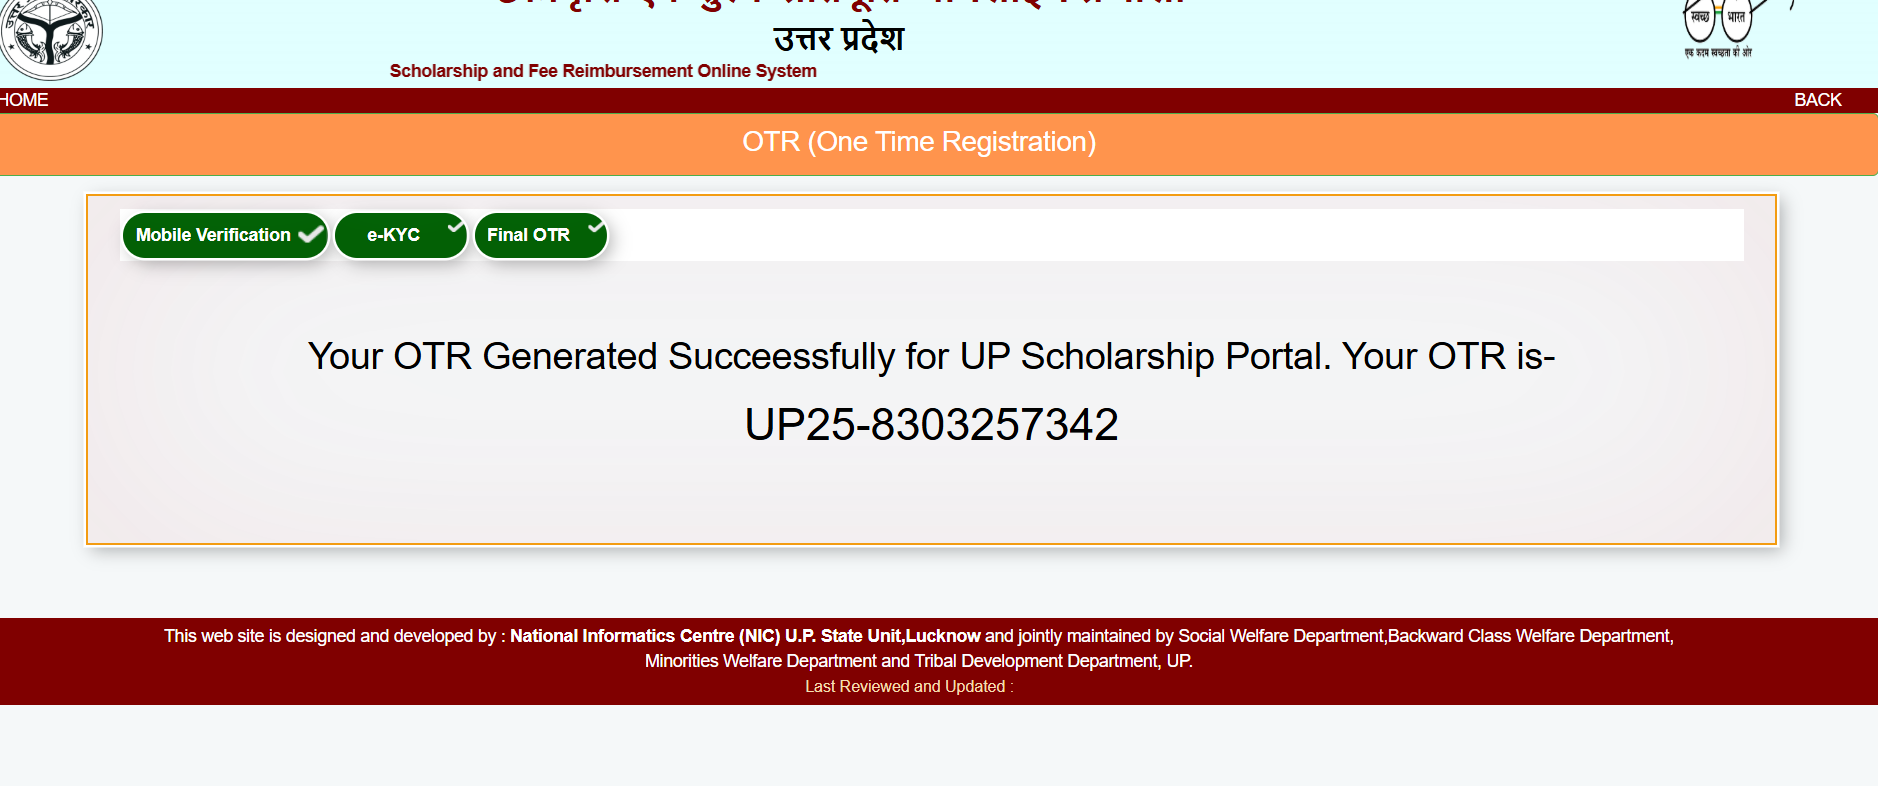 उत्तर प्रदेश
स्वच्छ भारत
एक कदम स्वच्छता की ओर
Scholarship and Fee Reimbursement Online System
HOME
BACK
OTR (One Time Registration)
Mobile Verification
e-KYC
Final OTR
Your OTR Generated Succeessfully for UP Scholarship Portal. Your OTR is-
UP25-8303257342
This web site is designed and developed by : National Informatics Centre (NIC) U.P. State Unit,Lucknow and jointly maintained by Social Welfare Department,Backward Class Welfare Department,
Minorities Welfare Department and Tribal Development Department, UP.
Last Reviewed and Updated :